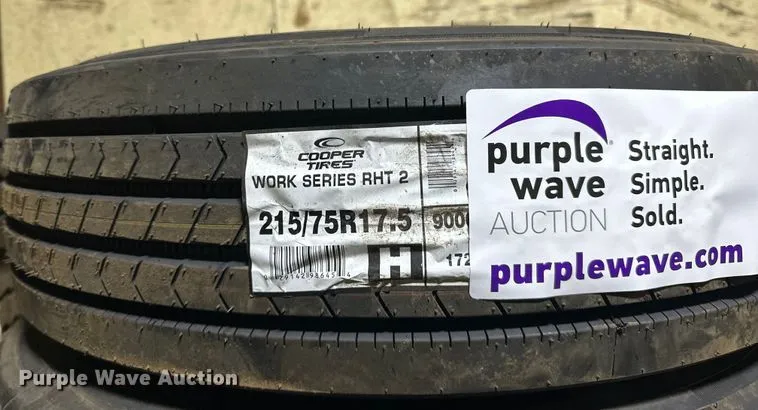 COOPER
TIRES
WORK SERIES RHT 2
215/75R17.5
H
172
purple
wave
AUCTION
Straight.
Simple.
Sold.
purplewave.com
Purple Wave Auction